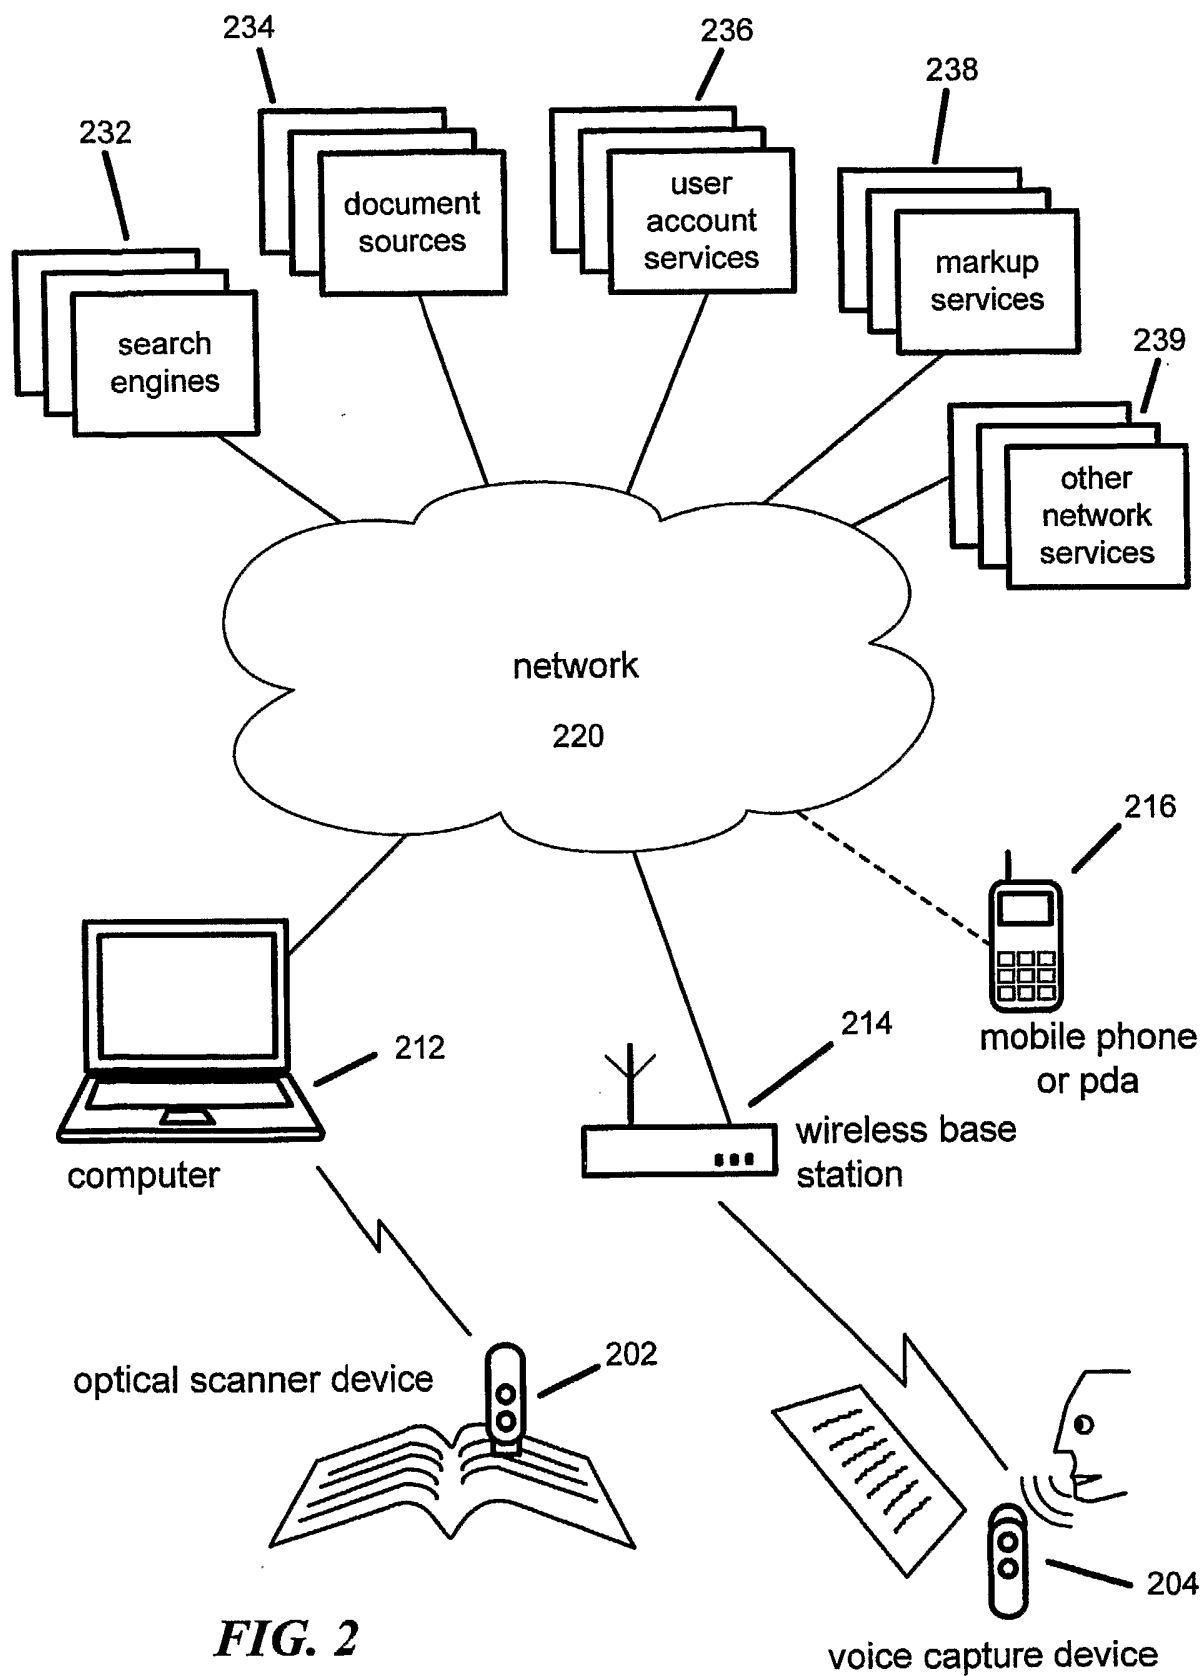 234
236
238
232
document
sources
user
account
services
markup
services
239
search
engines
other
network
services
network
220
216
mobile phone
or pda
212
214
computer
wireless base
station
optical scanner device
202
204
voice capture device
FIG. 2